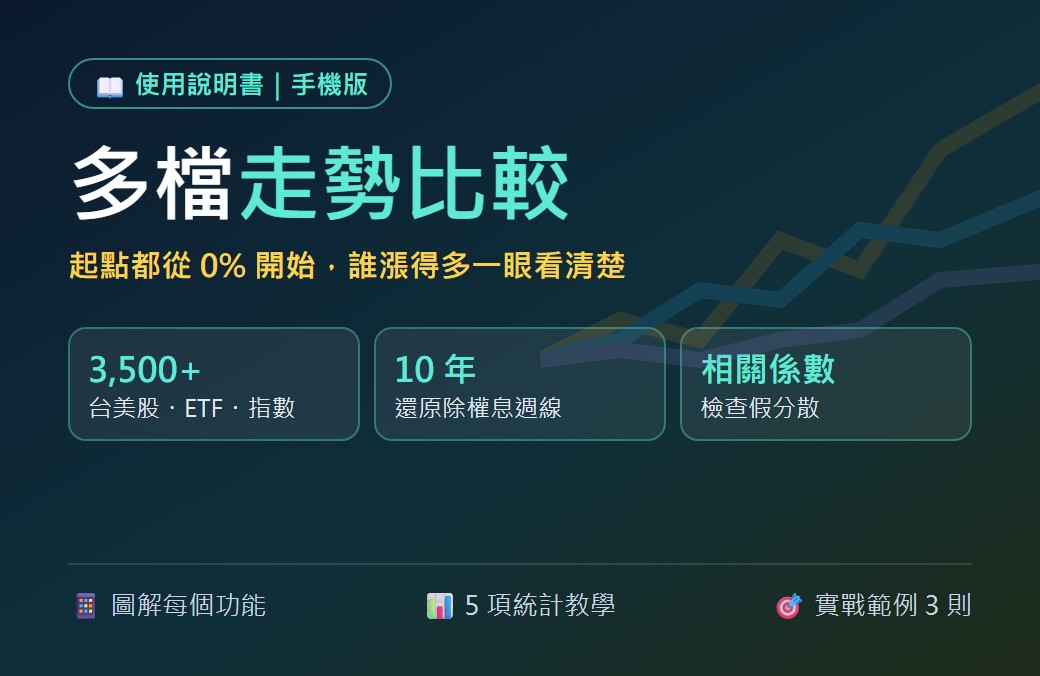 使用說明書｜手機版
多檔走勢比較
起點都從 0% 開始，誰漲得多一眼看清楚
3,500+
台美股・ETF・指數
10 年
還原除權息週線
相關係數
檢查假分散
圖解每個功能
5 項統計教學
實戰範例 3 則